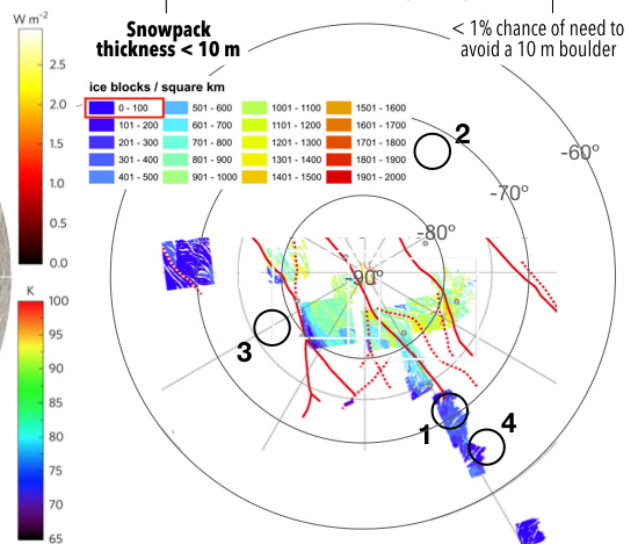 W m-2
2.5
2.0
1.5
1.0
0.5
0.0
K
100
95
90
85
80
75
70
65
Snowpack
thickness < 10 m
< 1% chance of need to
avoid a 10 m boulder
ice blocks / square km
0 - 100 501 - 600 1001 - 1100 1501 - 1600
101 - 200 601 - 700 1101 - 1200 1601 - 1700
201 - 300 701 - 800 1201 - 1300 1701 - 1800
301 - 400 801 - 900 1301 - 1400 1801 - 1900
401 - 500 901 - 1000 1401 - 1500 1901 - 2000
2
-60°
-70°
-80°
-90°
3
1
4